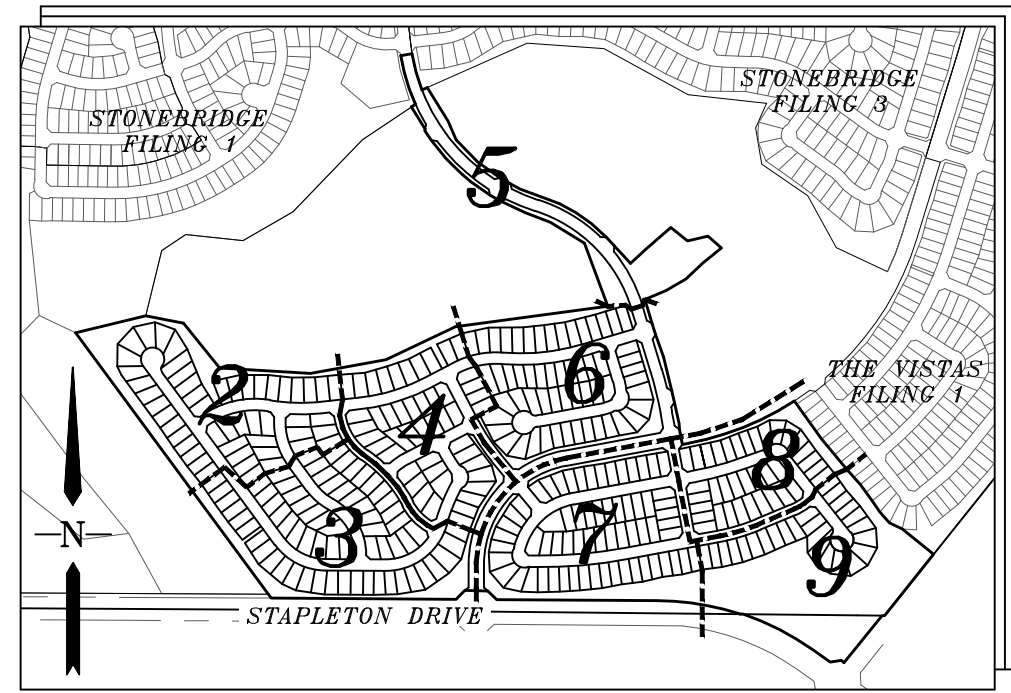 STONEBRIDGE
FILING 1
STONEBRIDGE
FILING 3
5
THE VISTAS
FILING 1
2
4
6
8
3
7
9
N
STAPLETON DRIVE